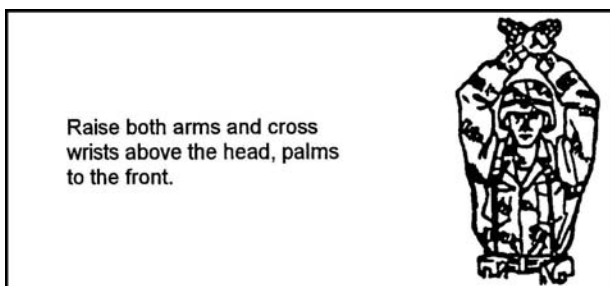 Raise both arms and cross
wrists above the head, palms
to the front.